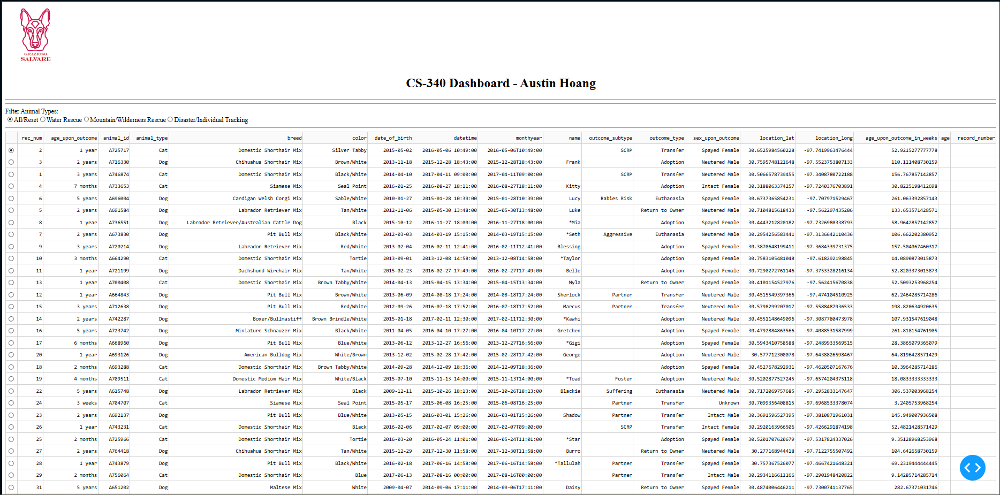 GRAZIOSO
SALVARE
CS-340 Dashboard - Austin Hoang
Filter Animal Types:
All/Reset Water Rescue Mountain/Wilderness Rescue Disaster/Individual Tracking
rec_num age_upon_outcome animal_id animal_type breed color date_of_birth datetime monthyear name outcome_subtype outcome_type sex_upon_outcome location_lat location_long age_upon_outcome_in_weeks age record_number
2 1 year A725717 Cat Domestic Shorthair Mix Silver Tabby 2015-05-02 2016-05-06 10:49:00 2016-05-06T10:49:00 SCRP Transfer Spayed Female 30.6525984560228 -97.7419963476444 52.9215277777778
3 2 years A716330 Dog Chihuahua Shorthair Mix Brown/White 2013-11-18 2015-12-28 18:43:00 2015-12-28T18:43:00 Frank Adoption Neutered Male 30.7595748121648 -97.5523753807133 110.111408730159
1 3 years A746874 Cat Domestic Shorthair Mix Black/White 2014-04-10 2017-04-11 09:00:00 2017-04-11T09:00:00 SCRP Transfer Neutered Male 30.5066578739455 -97.3408780722188 156.767857142857
4 7 months A733653 Cat Siamese Mix Seal Point 2016-01-25 2016-08-27 18:11:00 2016-08-27T18:11:00 Kitty Adoption Intact Female 30.3188063374257 -97.7240376703891 30.8225198412698
6 5 years A696004 Dog Cardigan Welsh Corgi Mix Sable/White 2010-01-27 2015-01-28 10:39:00 2015-01-28T10:39:00 Lucy Rabies Risk Euthanasia Spayed Female 30.6737365854231 -97.707971529467 261.063392857143
5 2 years A691584 Dog Labrador Retriever Mix Tan/White 2012-11-06 2015-05-30 13:48:00 2015-05-30T13:48:00 Luke Return to Owner Neutered Male 30.7104815618433 -97.562297435286 133.653571428571
8 1 year A736551 Dog Labrador Retriever/Australian Cattle Dog Black 2015-10-12 2016-11-27 18:00:00 2016-11-27T18:00:00 *Mia Adoption Spayed Female 30.4443212820182 -97.7326980338793 58.9642857142857
7 2 years A673830 Dog Pit Bull Mix Black/White 2012-03-03 2014-03-19 15:15:00 2014-03-19T15:15:00 *Seth Aggressive Euthanasia Neutered Male 30.2954256583441 -97.3136642110436 106.662202380952
9 3 years A720214 Dog Labrador Retriever Mix Red/White 2013-02-04 2016-02-11 12:41:00 2016-02-11T12:41:00 Blessing Adoption Spayed Female 30.3870648199411 -97.3684339731375 157.504067460317
10 3 months A664290 Cat Domestic Shorthair Mix Tortie 2013-09-01 2013-12-08 14:58:00 2013-12-08T14:58:00 *Taylor Adoption Spayed Female 30.7583105481048 -97.618292198845 14.0890873015873
11 1 year A721199 Dog Dachshund Wirehair Mix Tan/White 2015-02-23 2016-02-27 17:49:00 2016-02-27T17:49:00 Belle Adoption Spayed Female 30.7290272761146 -97.3753328216134 52.8203373015873
13 1 year A700408 Cat Domestic Shorthair Mix Brown Tabby/White 2014-04-13 2015-04-15 13:34:00 2015-04-15T13:34:00 Nyla Return to Owner Spayed Female 30.4101154527976 -97.562415670838 52.5093253968254
12 1 year A664843 Dog Pit Bull Mix Brown/White 2013-06-09 2014-08-18 17:24:00 2014-08-18T17:24:00 Sherlock Partner Transfer Neutered Male 30.4515549397366 -97.474104510925 62.2464285714286
15 3 years A712638 Dog Pit Bull Mix Red/White 2012-09-26 2016-07-18 17:52:00 2016-07-18T17:52:00 Marcus Partner Transfer Neutered Male 30.5798299207017 -97.5588487936533 198.820634920635
14 2 years A742287 Dog Boxer/Bullmastiff Brown Brindle/White 2015-01-18 2017-02-11 12:30:00 2017-02-11T12:30:00 *Kawhi Adoption Neutered Male 30.4551148649096 -97.3087780473978 107.931547619048
16 5 years A723742 Dog Miniature Schnauzer Mix Black/White 2011-04-05 2016-04-10 17:27:00 2016-04-10T17:27:00 Gretchen Adoption Spayed Female 30.4792884863566 -97.4088531587999 261.818154761905
17 6 months A668960 Dog Pit Bull Mix Blue/White 2013-06-12 2013-12-27 16:56:00 2013-12-27T16:56:00 *Gigi Adoption Spayed Female 30.5943410758588 -97.2489933569515 28.3865079365079
20 1 year A693126 Dog American Bulldog Mix White/Brown 2013-12-02 2015-02-28 17:42:00 2015-02-28T17:42:00 George Adoption Neutered Male 30.577712300078 -97.6438826598467 64.8196428571429
18 2 months A693288 Cat Domestic Shorthair Mix Brown Tabby/White 2014-09-28 2014-12-09 18:36:00 2014-12-09T18:36:00 Adoption Spayed Female 30.4527678292931 -97.4620507167676 10.3964285714286
19 4 months A709511 Cat Domestic Medium Hair Mix White/Black 2015-07-10 2015-11-13 14:00:00 2015-11-13T14:00:00 *Toad Foster Adoption Neutered Male 30.5202877527245 -97.6574204375118 18.0833333333333
22 5 years A615748 Dog Labrador Retriever Mix Black 2009-12-11 2015-10-26 18:13:00 2015-10-26T18:13:00 Blackie Suffering Euthanasia Neutered Male 30.7172069757685 -97.2952833147647 306.537003968254
24 3 weeks A704707 Cat Siamese Mix Seal Point 2015-05-17 2015-06-08 16:25:00 2015-06-08T16:25:00 Partner Transfer Unknown 30.7099356408815 -97.6968533378074 3.2405753968254
23 2 years A692137 Dog Pit Bull Mix Blue/White 2013-05-15 2016-03-01 15:26:00 2016-03-01T15:26:00 Shadow Partner Transfer Intact Male 30.3691596527395 -97.3810871961031 145.949007936508
26 1 year A743231 Cat Domestic Shorthair Mix Black 2016-02-06 2017-02-07 09:00:00 2017-02-07T09:00:00 SCRP Transfer Intact Female 30.2920163966506 -97.4266291874198 52.4821428571429
25 2 months A725966 Cat Domestic Shorthair Mix Tortie 2016-03-20 2016-05-24 11:01:00 2016-05-24T11:01:00 *Star Adoption Spayed Female 30.5201707620679 -97.5317824337026 9.35128968253968
27 2 years A764418 Dog Chihuahua Shorthair Mix Tan/White 2015-12-29 2017-12-30 11:58:00 2017-12-30T11:58:00 Burro Return to Owner Neutered Male 30.277168944418 -97.7122755507492 104.642658730159
28 1 year A743879 Dog Pit Bull Mix Black/White 2016-02-18 2017-06-16 14:58:00 2017-06-16T14:58:00 *Tallulah Partner Transfer Spayed Female 30.757367526077 -97.4667421648321 69.2319444444445
29 2 months A756064 Cat Domestic Shorthair Mix Blue 2017-06-13 2017-08-16 00:00:00 2017-08-16T00:00:00 Partner Transfer Intact Male 30.2934116611166 -97.2901948420822 9.14285714285714
31 5 years A651202 Dog Maltese Mix White 2009-04-07 2014-09-06 17:11:00 2014-09-06T17:11:00 Daisy Return to Owner Spayed Female 30.4874006446211 -97.7300741137765 282.67371031746